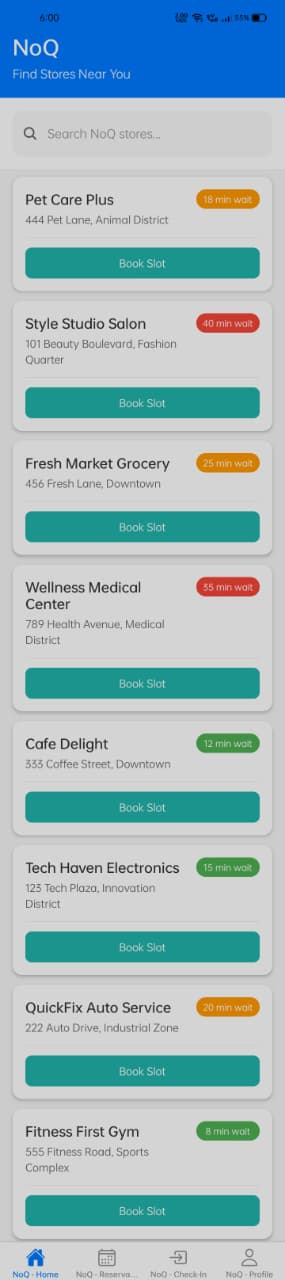 6:00
33%
NoQ
Find Stores Near You
Search NoQ stores...
Pet Care Plus
18 min wait
444 Pet Lane, Animal District
Book Slot
Style Studio Salon
40 min wait
101 Beauty Boulevard, Fashion
Quarter
Book Slot
Fresh Market Grocery
25 min wait
456 Fresh Lane, Downtown
Book Slot
Wellness Medical
Center
35 min wait
789 Health Avenue, Medical
District
Book Slot
Cafe Delight
12 min wait
333 Coffee Street, Downtown
Book Slot
Tech Haven Electronics
15 min wait
123 Tech Plaza, Innovation
District
Book Slot
QuickFix Auto Service
20 min wait
222 Auto Drive, Industrial Zone
Book Slot
Fitness First Gym
8 min wait
555 Fitness Road, Sports
Complex
Book Slot
NoQ - Home
NoQ - Reserva...
NoQ - Check-In
NoQ - Profile